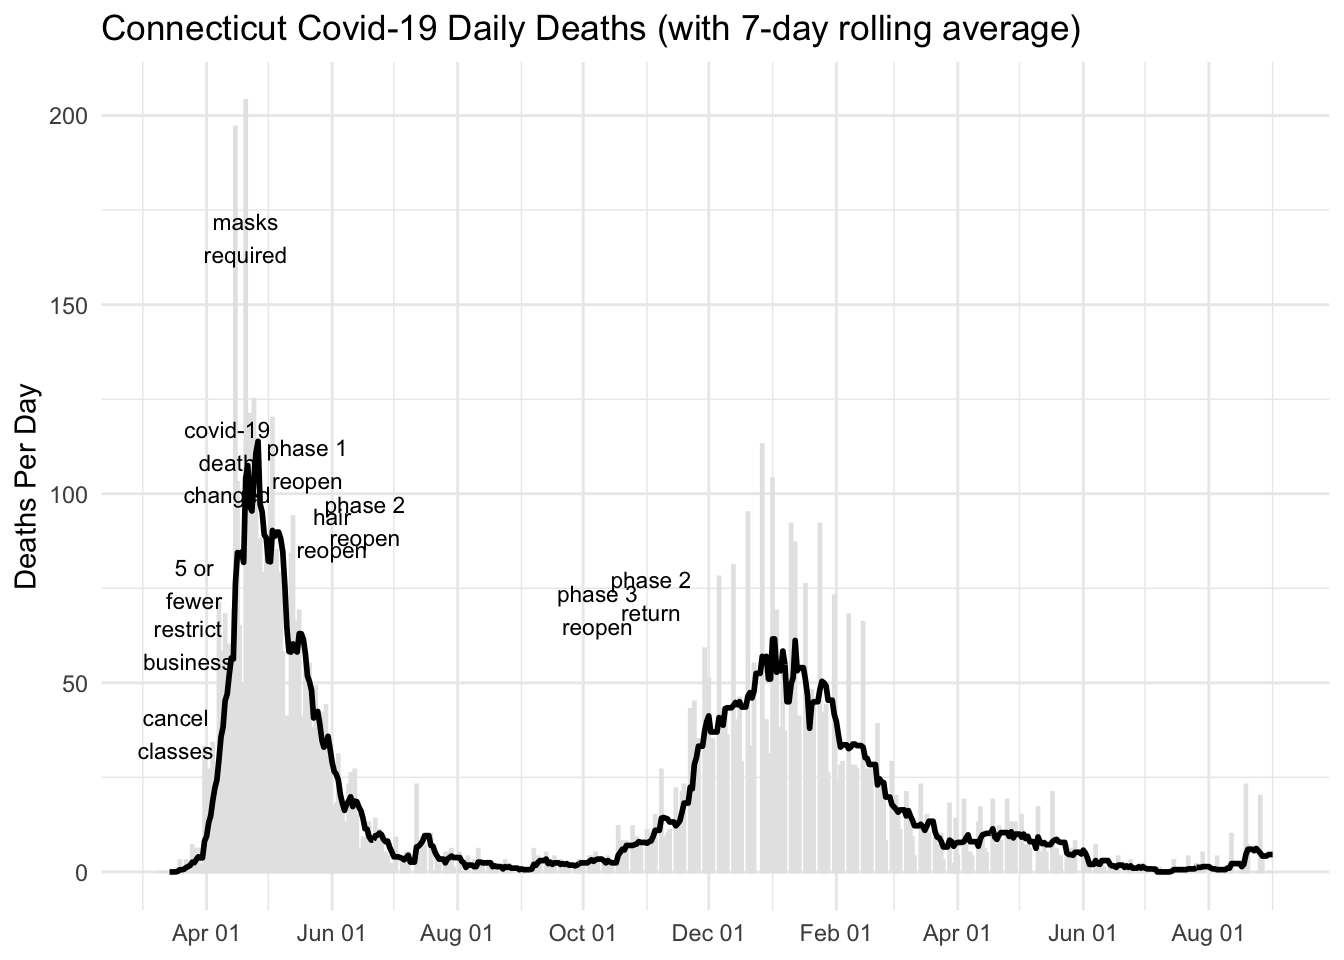 Connecticut Covid-19 Daily Deaths (with 7-day rolling average)
Deaths Per Day
200
150
100
50
0
masks
required
covid-19
death
changed
phase 1
reopen
phase 2
reopen
hair
reopen
5 or
fewer
restrict
business
cancel
classes
phase 3
reopen
phase 2
return
Apr 01
Jun 01
Aug 01
Oct 01
Dec 01
Feb 01
Apr 01
Jun 01
Aug 01